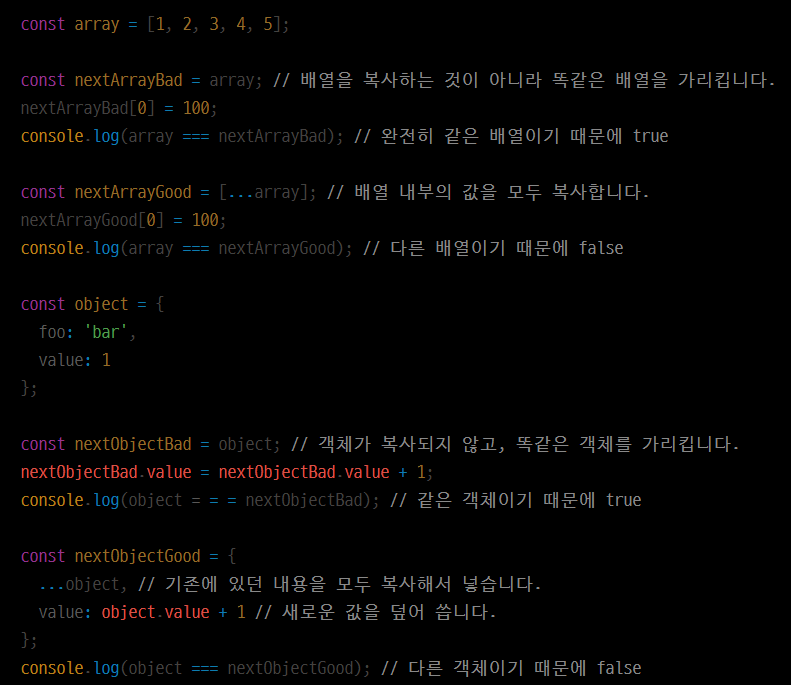 const array = [1, 2, 3, 4, 5];
const nextArrayBad = array; // 배열을 복사하는 것이 아니라 똑같은 배열을 가리킵니다.
nextArrayBad[0] = 100;
console.log(array === nextArrayBad); // 완전히 같은 배열이기 때문에 true
const nextArrayGood = [...array]; // 배열 내부의 값을 모두 복사합니다.
nextArrayGood[0] = 100;
console.log(array === nextArrayGood); // 다른 배열이기 때문에 false
const object = {
foo: 'bar',
value: 1
};
const nextObjectBad = object; // 객체가 복사되지 않고, 똑같은 객체를 가리킵니다.
nextObjectBad.value = nextObjectBad.value + 1;
console.log(object = = = nextObjectBad); // 같은 객체이기 때문에 true
const nextObjectGood = {
...object, // 기존에 있던 내용을 모두 복사해서 넣습니다.
value: object.value + 1 // 새로운 값을 덮어 씁니다.
};
console.log(object === nextObjectGood); // 다른 객체이기 때문에 false